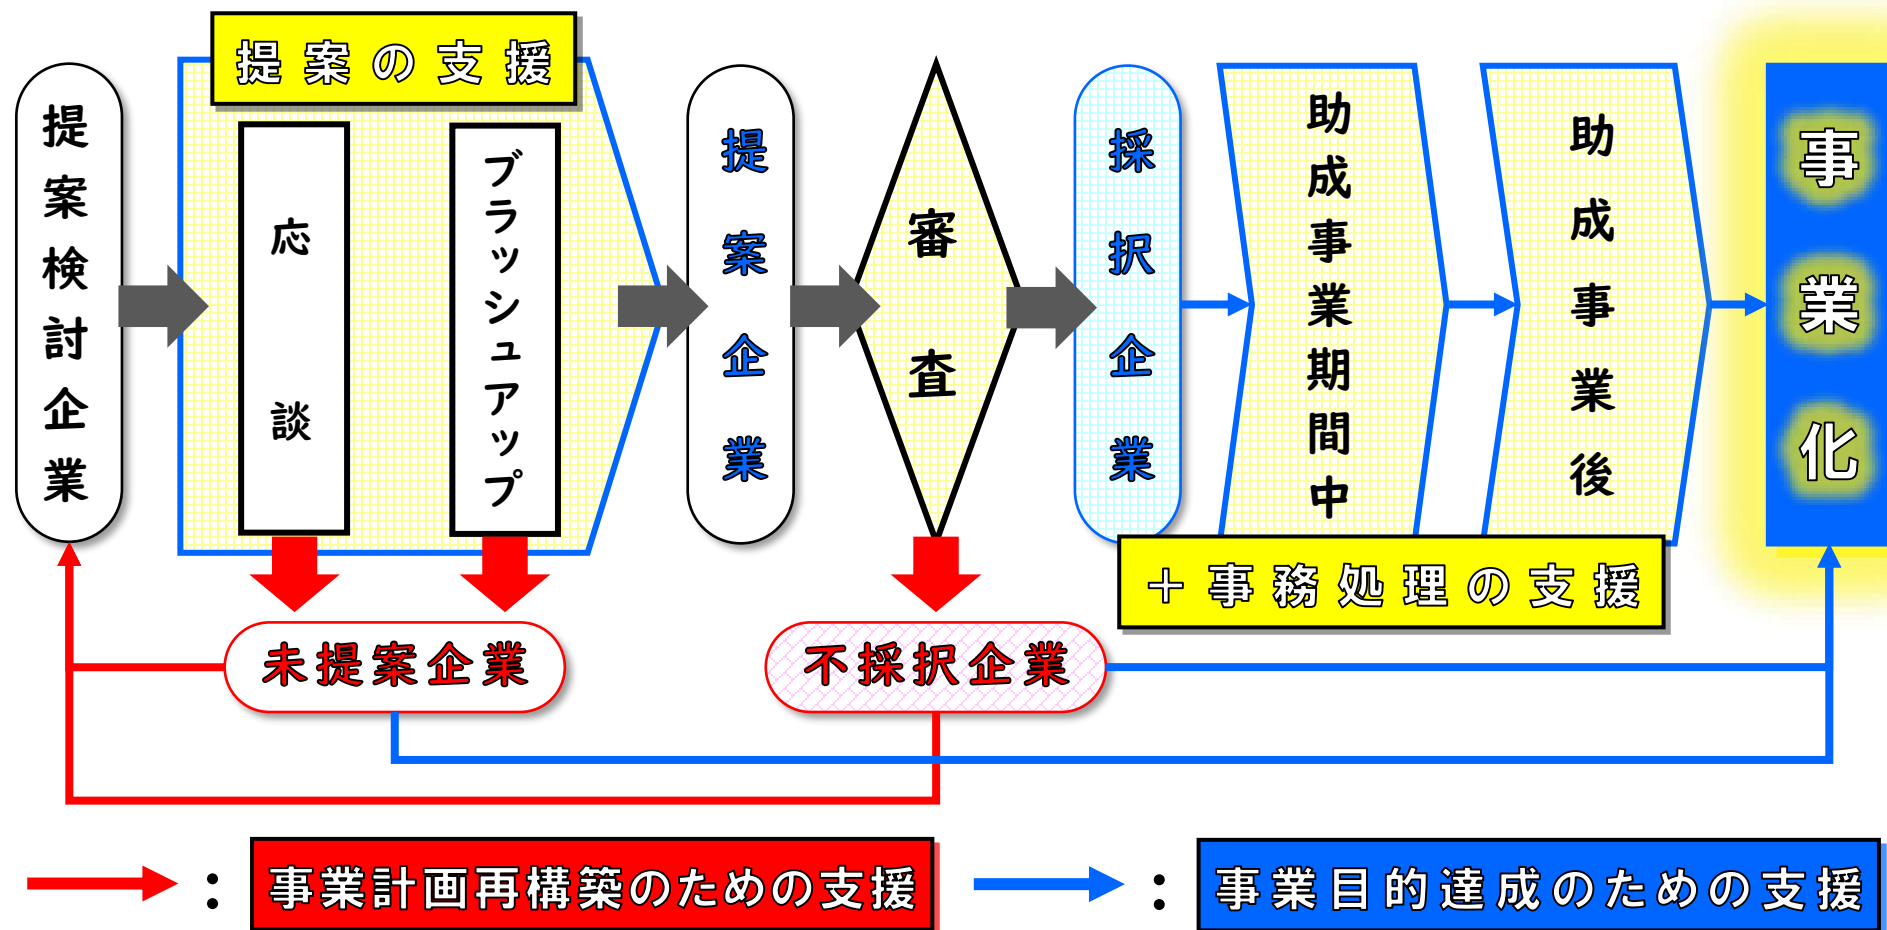 提案の支援
提案検討企業
応談
ブラッシュアップ
提案企業
審査
採択企業
助成事業期間中
助成事業後
事業化
＋事務処理の支援
未提案企業
不採択企業
：
事業計画再構築のための支援
：
事業目的達成のための支援